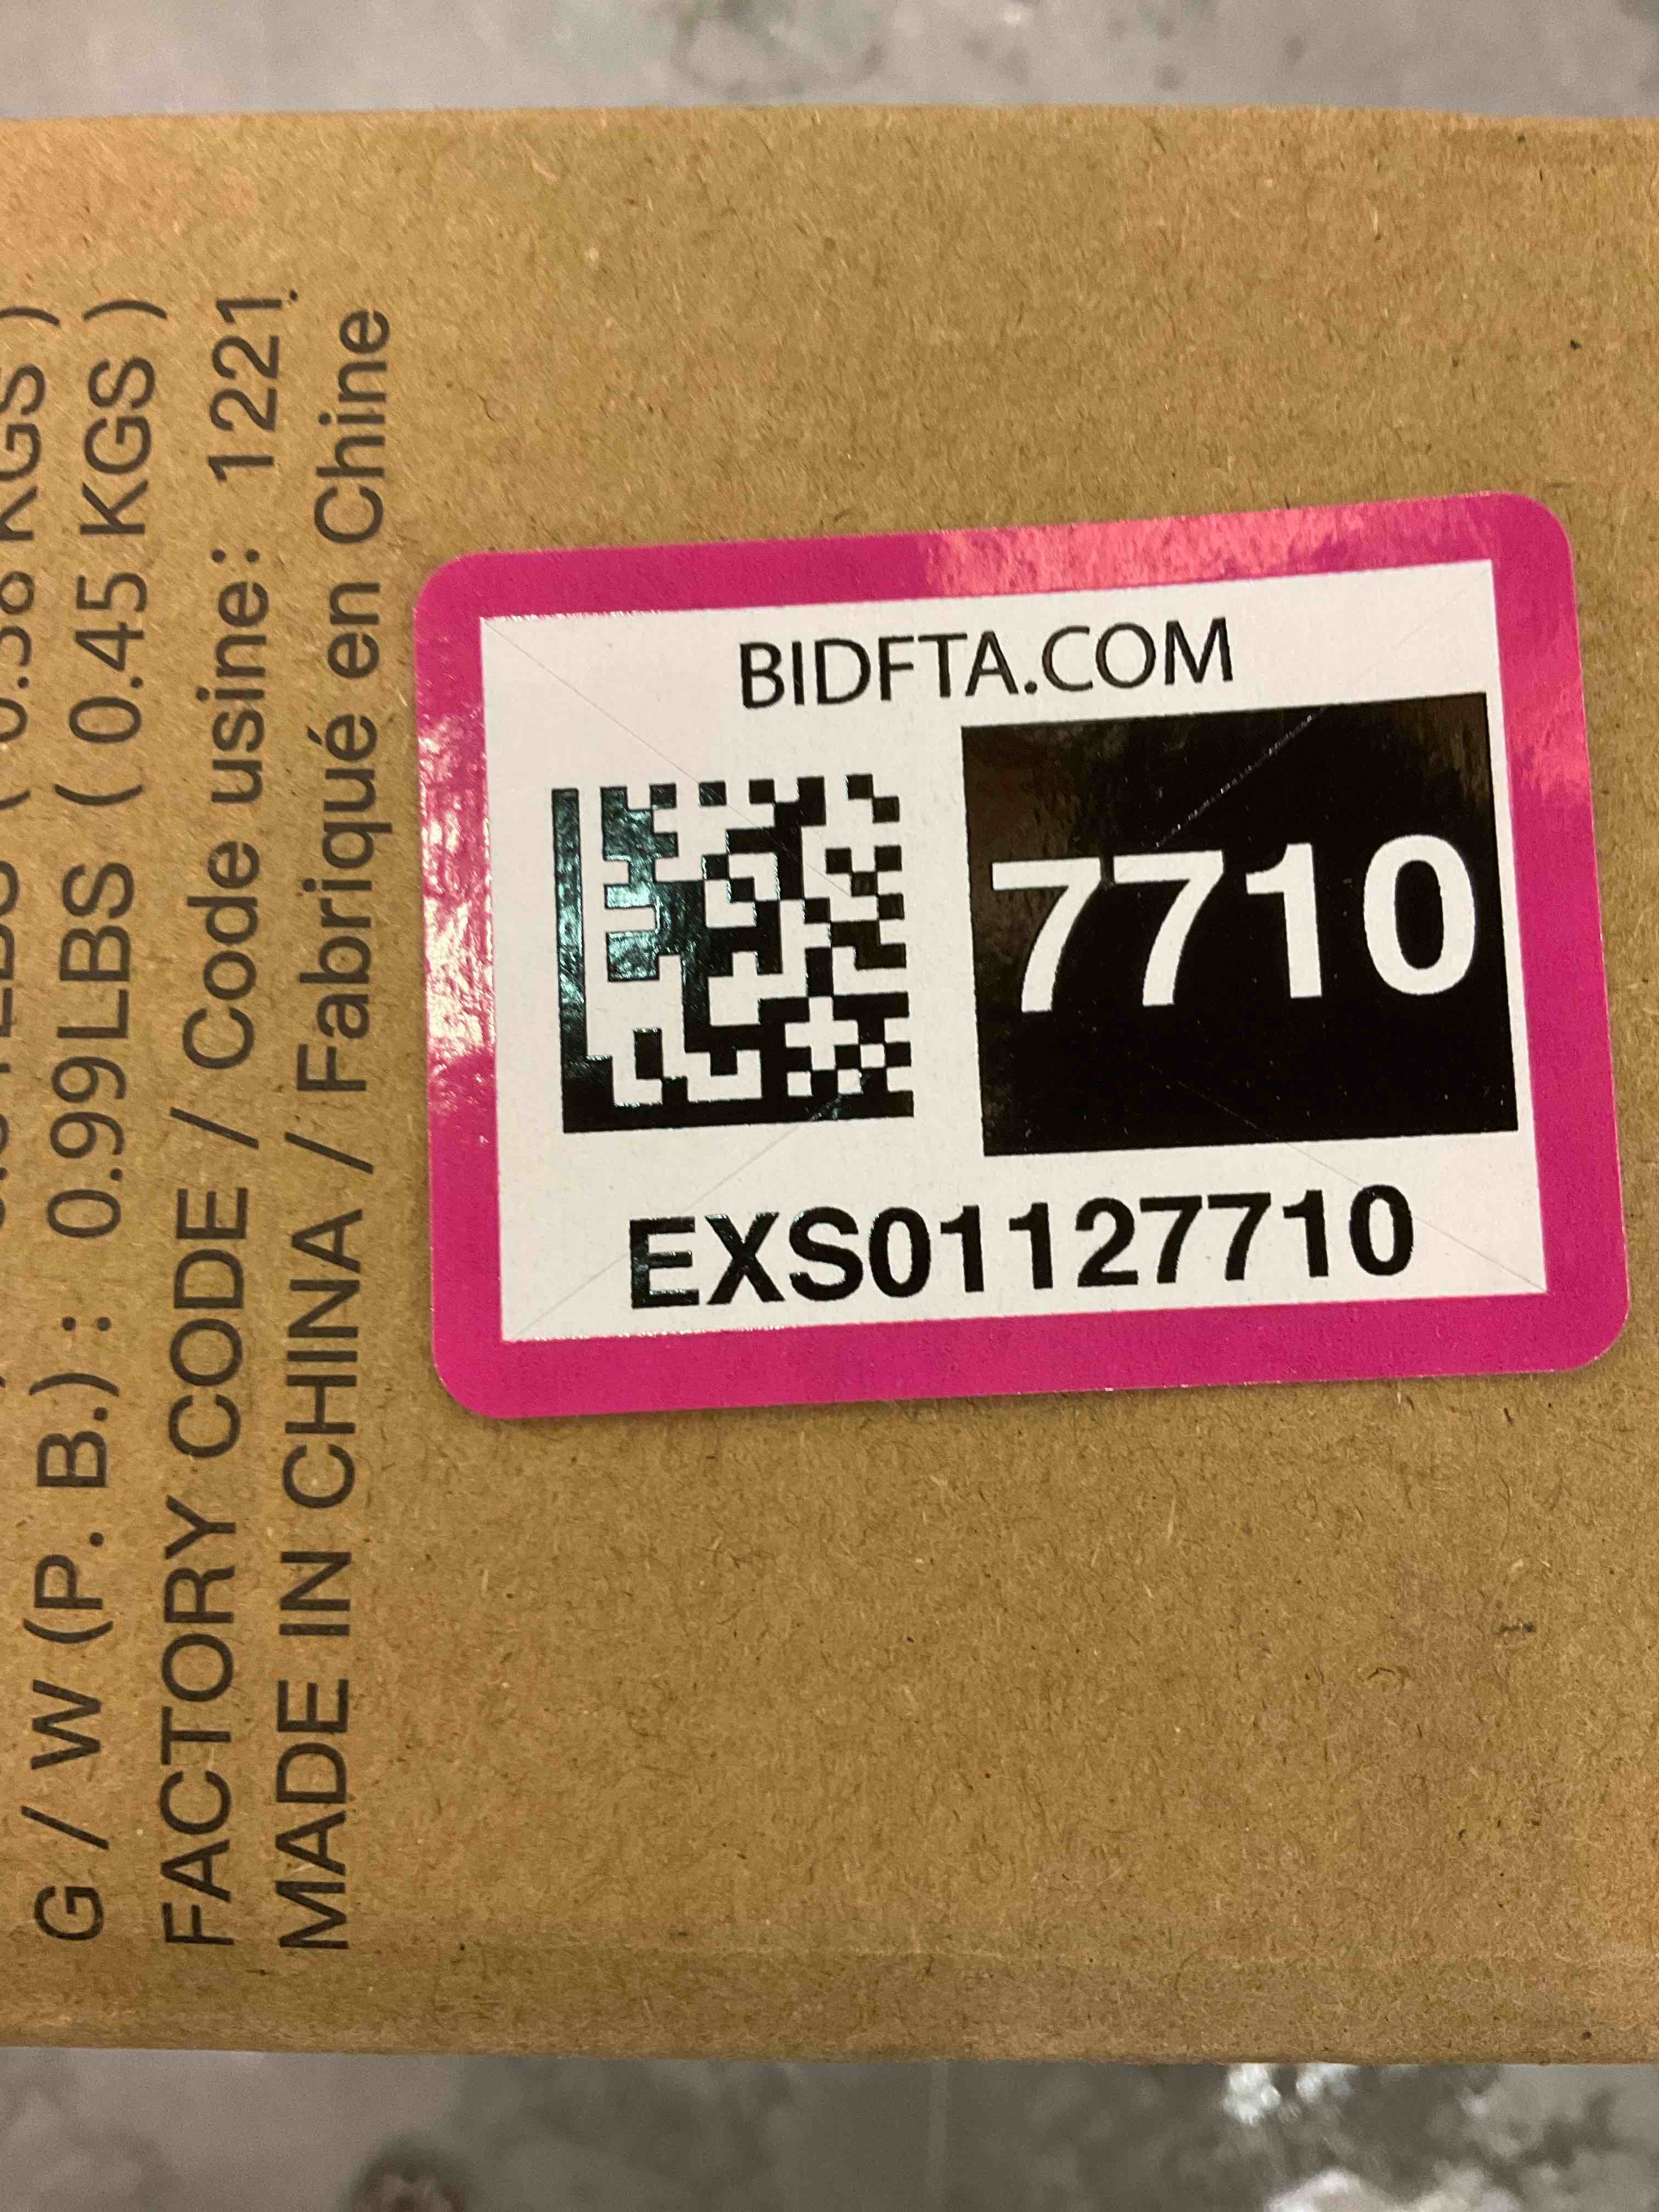 G / W (P. B.) : 0.99LBS ( 0.45 KGS )
FACTORY CODE / Code usine: 1221
MADE IN CHINA / Fabriqué en Chine
BIDFTA.COM
7710
EXS01127710